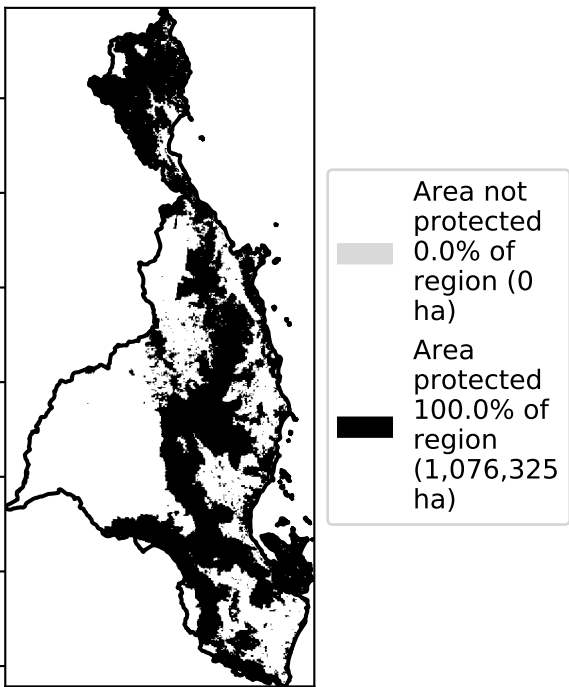 Area not
protected
0.0% of
region (0
ha)
Area
protected
100.0% of
region
(1,076,325
ha)